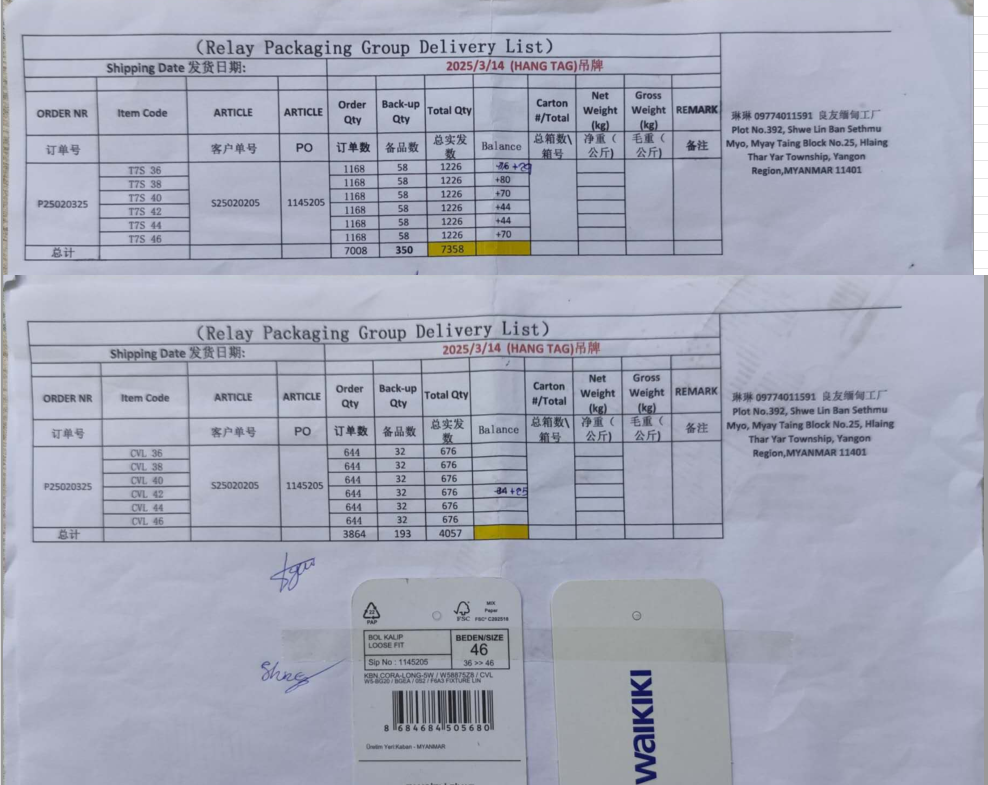 (Relay Packaging Group Delivery List)
Shipping Date 发货日期: 2025/3/14 (HANG TAG)吊牌
ORDER NR Item Code ARTICLE ARTICLE Order Qty Back-up Qty Total Qty Carton #/Total Net Weight (kg) Gross Weight (kg) REMARK
订单号 客户单号 PO 订单数 备品数 总实发数 Balance 总箱数\箱号 净重（公斤） 毛重（公斤） 备注
P25020325 S25020205 1145205
T7S 36 1168 58 1226
T7S 38 1168 58 1226 +80
T7S 40 1168 58 1226 +70
T7S 42 1168 58 1226 +44
T7S 44 1168 58 1226 +44
T7S 46 1168 58 1226 +70
总计 7008 350 7358
琳琳 09774011591 良友缅甸工厂
Plot No.392, Shwe Lin Ban Sethmu
Myo, Myay Taing Block No.25, Hlaing
Thar Yar Township, Yangon
Region,MYANMAR 11401
(Relay Packaging Group Delivery List)
Shipping Date 发货日期: 2025/3/14 (HANG TAG)吊牌
ORDER NR Item Code ARTICLE ARTICLE Order Qty Back-up Qty Total Qty Carton #/Total Net Weight (kg) Gross Weight (kg) REMARK
订单号 客户单号 PO 订单数 备品数 总实发数 Balance 总箱数\箱号 净重（公斤） 毛重（公斤） 备注
P25020325 S25020205 1145205
CVL 36 644 32 676
CVL 38 644 32 676
CVL 40 644 32 676
CVL 42 644 32 676
CVL 44 644 32 676
CVL 46 644 32 676
总计 3864 193 4057
琳琳 09774011591 良友缅甸工厂
Plot No.392, Shwe Lin Ban Sethmu
Myo, Myay Taing Block No.25, Hlaing
Thar Yar Township, Yangon
Region,MYANMAR 11401
22
PAP
FSC
MIX
Paper
FSC® C392519
BOL KALIP
LOOSE FIT
Sip No : 1145205
BEDEN/SIZE
46
36 >> 46
KBN.CORA-LONG-5W / W58875Z8 / CVL
8 684684 505680
Üretim Yeri:Kaban - MYANMAR
waikiki